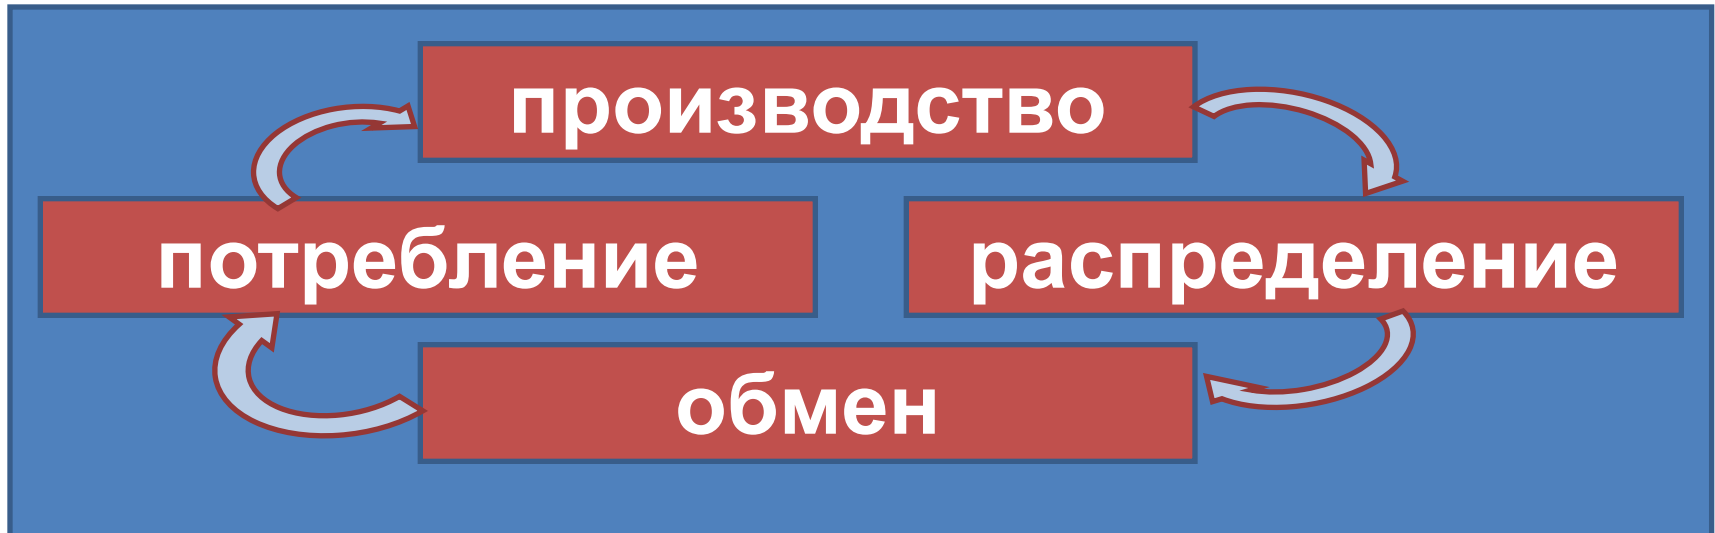 производство
потребление
распределение
обмен